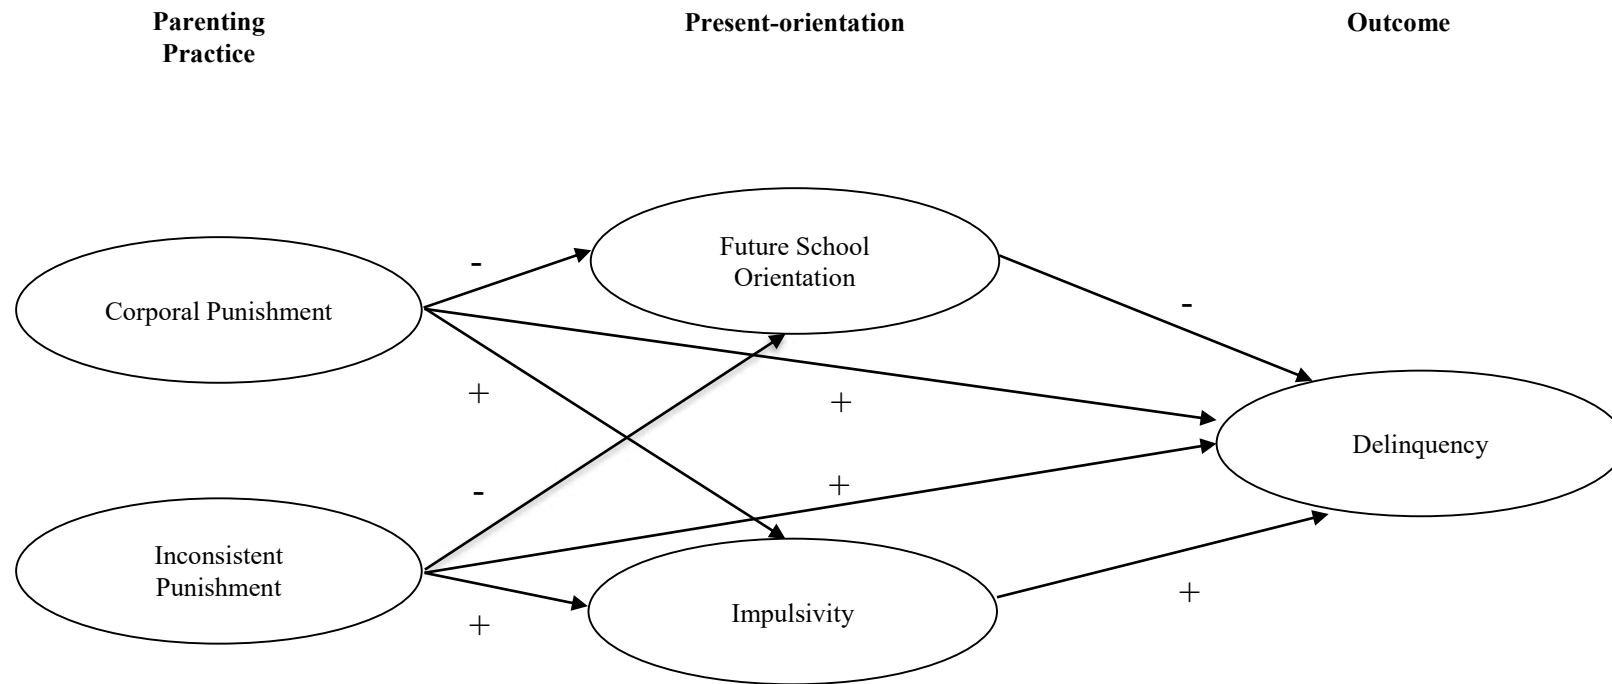 Parenting
Practice
Present-orientation
Outcome
Future School
Orientation
-
-
Corporal Punishment
+
+
Delinquency
-
+
Inconsistent
Punishment
+
+
Impulsivity